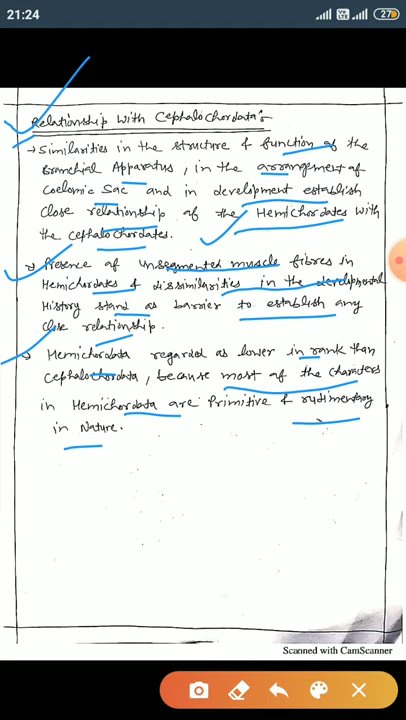 21:24
27
Relationship with Cephalochordata's
→ Similarities in the structure & function of the
Branchial Apparatus, in the arrangement of
Coelomic Sac and in development establish
Close relationship of the Hemichordates with
the Cephalochordates.
→ Presence of unsegmented muscle fibres in
Hemichordates & dissimilarities in the developmental
History stand as barrier to establish any
close relationship.
→ Hemichordata regarded as lower in rank than
Cephalochordata, because most of the characters
in Hemichordata are Primitive & rudimentary
in Nature.
Scanned with CamScanner